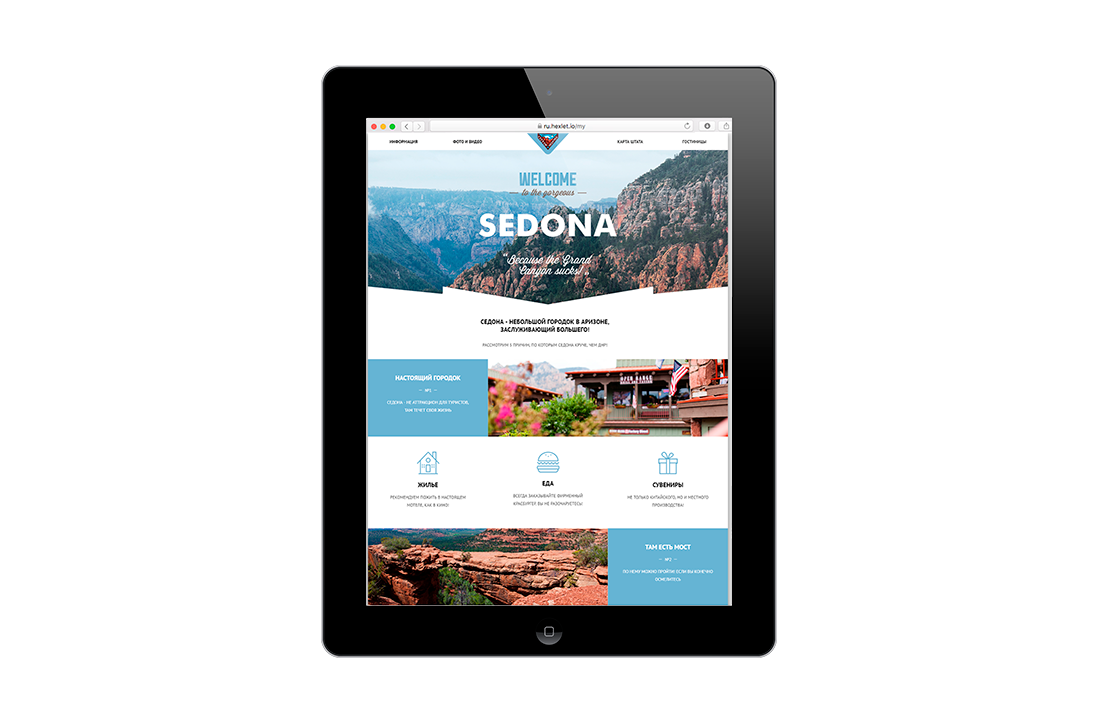 ru.hexlet.io/my
ИНФОРМАЦИЯ
ФОТО И ВИДЕО
КАРТА ШТАТА
ГОСТИНИЦЫ
WELCOME
to the gorgeous
SEDONA
"Because the Grand
Canyon sucks!"
СЕДОНА - НЕБОЛЬШОЙ ГОРОДОК В АРИЗОНЕ,
ЗАСЛУЖИВАЮЩИЙ БОЛЬШЕГО!
РАССМОТРИМ 5 ПРИЧИН, ПО КОТОРЫМ СЕДОНА КРУЧЕ, ЧЕМ
НАСТОЯЩИЙ ГОРОДОК
— №1 —
СЕДОНА - НЕ АТТРАКЦИОН ДЛЯ ТУРИСТОВ,
ТАМ ТЕЧЕТ СВОЯ ЖИЗНЬ
OPEN RANGE
ЖИЛЬЕ
РЕКОМЕНДУЕМ ПОЖИТЬ В НАСТОЯЩЕМ
МОТЕЛЕ, КАК В КИНО!
ЕДА
ВСЕГДА ЗАКАЗЫВАЙТЕ ФИРМЕННЫЙ
ВЫ НЕ РАЗОЧАРУЕТЕСЬ!
СУВЕНИРЫ
НЕ ТОЛЬКО КИТАЙСКОГО, НО И МЕСТНОГО
ПРОИЗВОДСТВА!
ТАМ ЕСТЬ МОСТ
— №2 —
ПО НЕМУ МОЖНО ПРОЙТИ! ЕСЛИ ВЫ КОНЕЧНО
ОСМЕЛИТЕСЬ